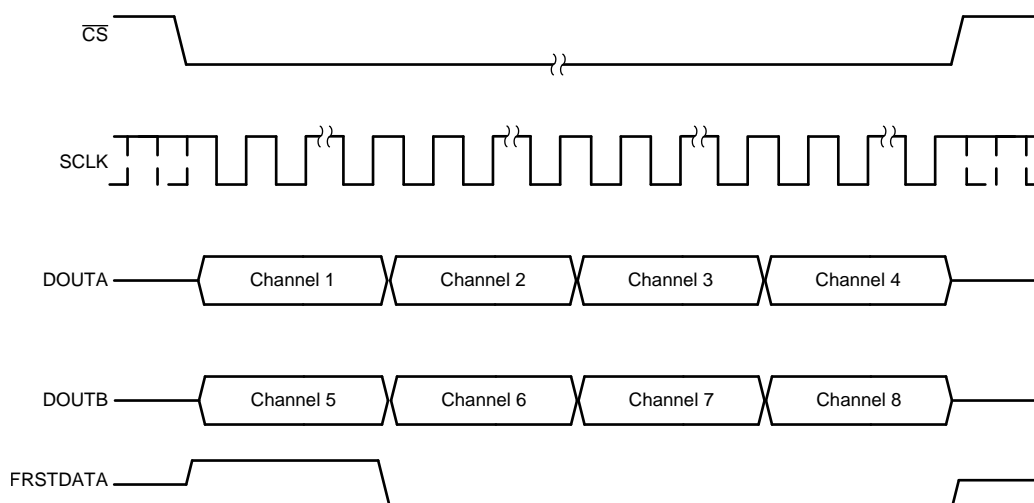 CS
SCLK
DOUTA
Channel 1 Channel 2 Channel 3 Channel 4
DOUTB
Channel 5 Channel 6 Channel 7 Channel 8
FRSTDATA